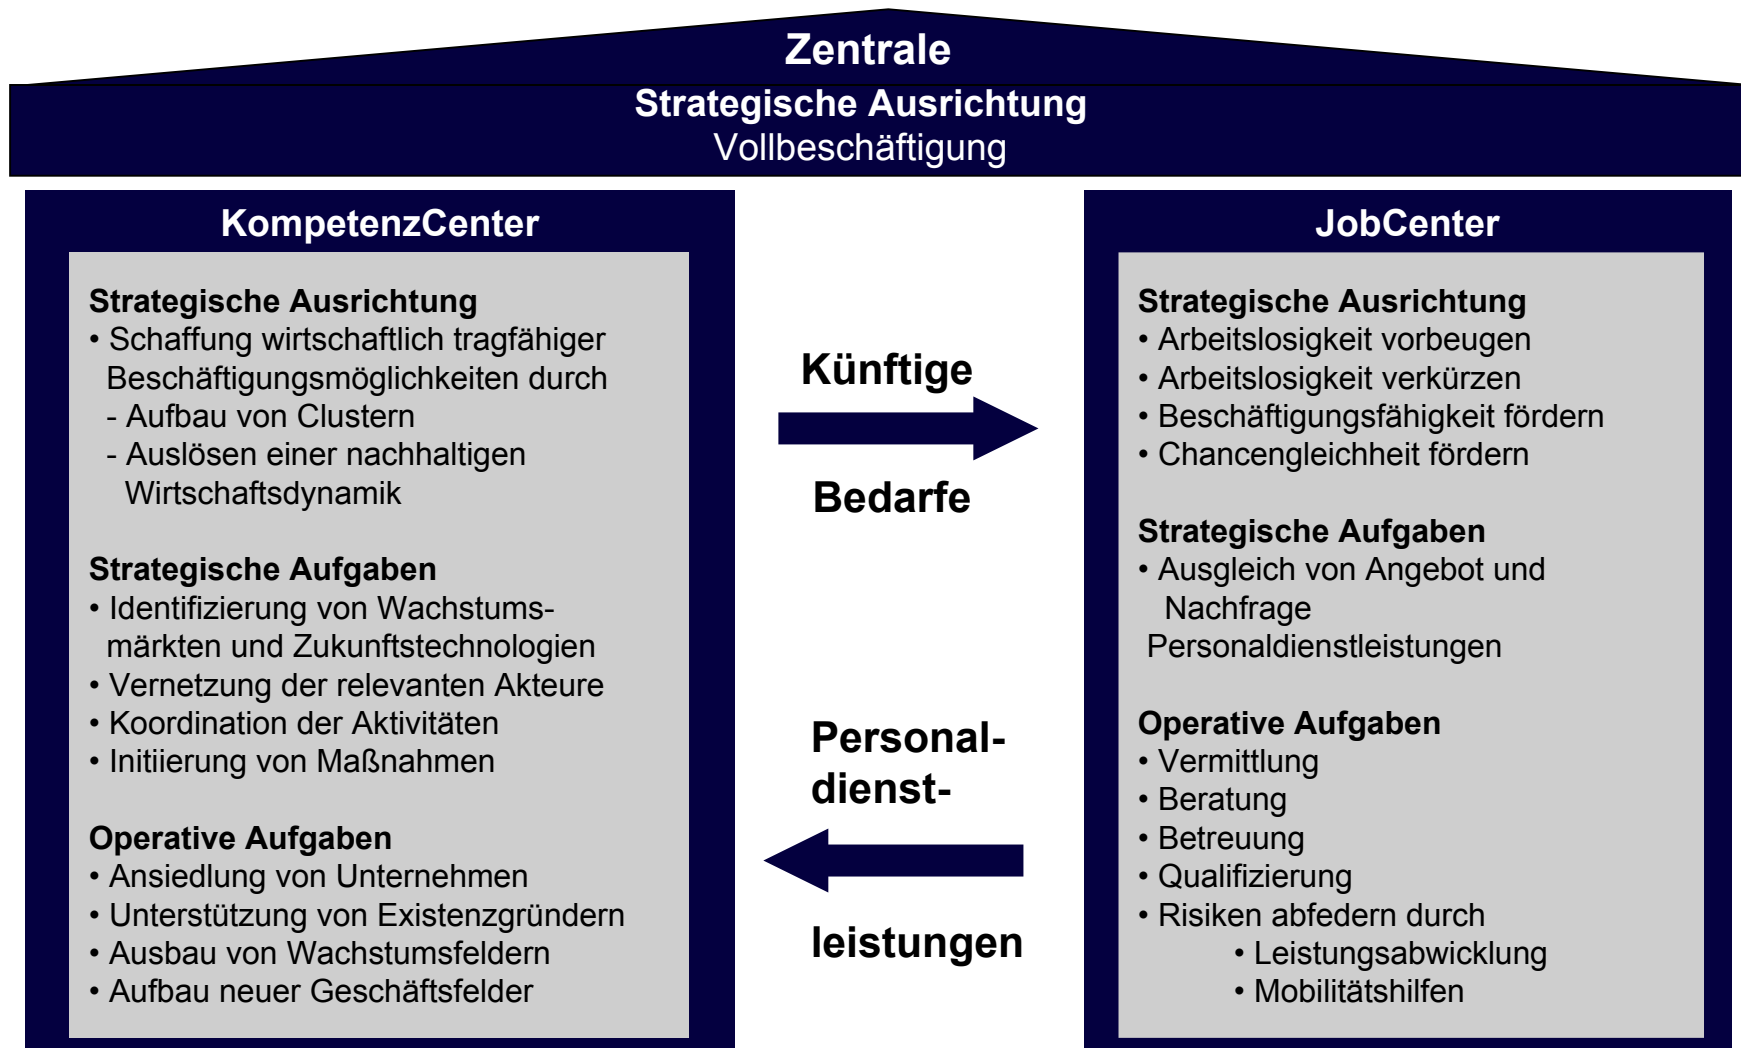 Zentrale
Strategische Ausrichtung
Vollbeschäftigung
KompetenzCenter
Strategische Ausrichtung
• Schaffung wirtschaftlich tragfähiger
Beschäftigungsmöglichkeiten durch
- Aufbau von Clustern
- Auslösen einer nachhaltigen
Wirtschaftsdynamik
Strategische Aufgaben
• Identifizierung von Wachstums-
märkten und Zukunftstechnologien
• Vernetzung der relevanten Akteure
• Koordination der Aktivitäten
• Initiierung von Maßnahmen
Operative Aufgaben
• Ansiedlung von Unternehmen
• Unterstützung von Existenzgründern
• Ausbau von Wachstumsfeldern
• Aufbau neuer Geschäftsfelder
Künftige
Bedarfe
Personal-
dienst-
leistungen
JobCenter
Strategische Ausrichtung
• Arbeitslosigkeit vorbeugen
• Arbeitslosigkeit verkürzen
• Beschäftigungsfähigkeit fördern
• Chancengleichheit fördern
Strategische Aufgaben
• Ausgleich von Angebot und
Nachfrage
Personaldienstleistungen
Operative Aufgaben
• Vermittlung
• Beratung
• Betreuung
• Qualifizierung
• Risiken abfedern durch
• Leistungsabwicklung
• Mobilitätshilfen